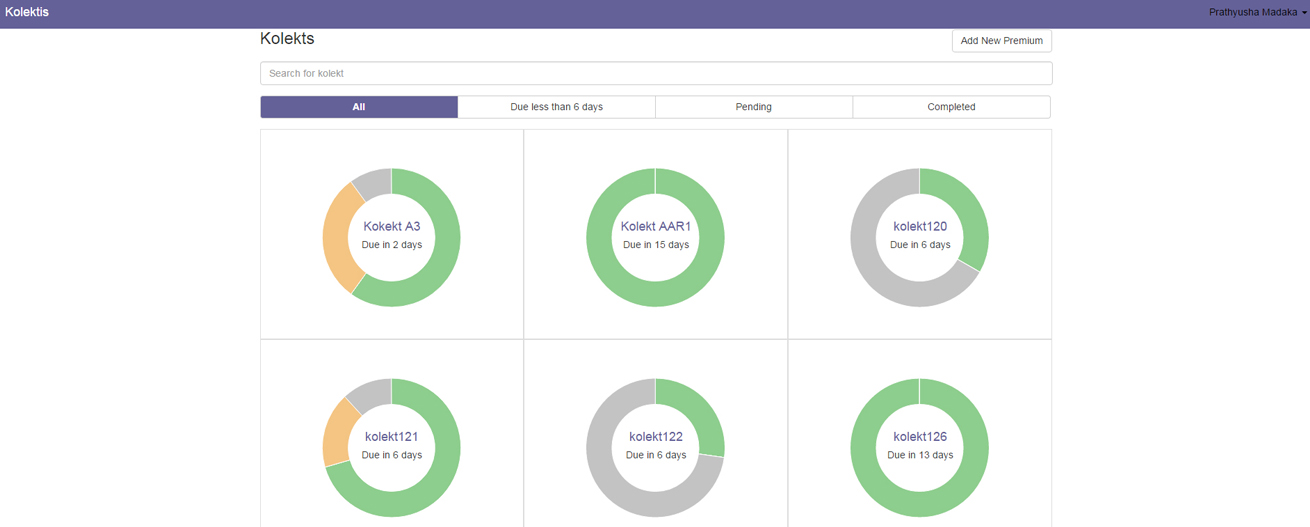 Kolektis
Prathyusha Madaka
Kolekts
Add New Premium
Search for kolekt
All
Due less than 6 days
Pending
Completed
Kokekt A3
Due in 2 days
Kolekt AAR1
Due in 15 days
kolekt120
Due in 6 days
kolekt121
Due in 6 days
kolekt122
Due in 6 days
kolekt126
Due in 13 days